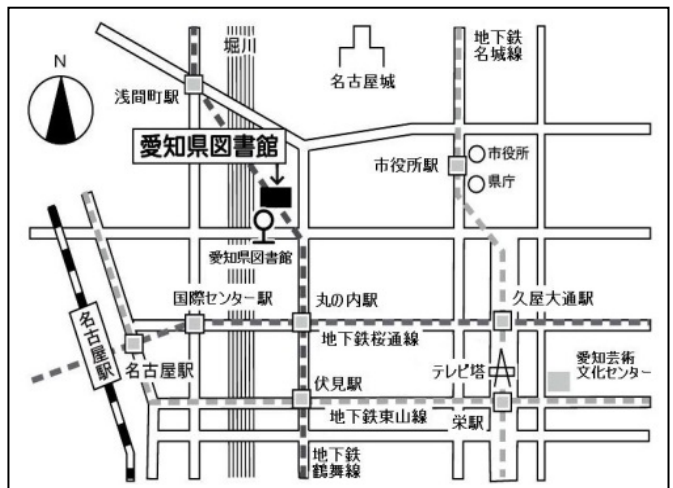 堀川
地下鉄
名城線
N
名古屋城
浅間町駅
愛知県図書館
市役所駅
市役所
県庁
愛知県図書館
国際センター駅
丸の内駅
久屋大通駅
名古屋駅
地下鉄桜通線
名古屋駅
テレビ塔
愛知芸術
文化センター
伏見駅
地下鉄東山線
栄駅
地下鉄
鶴舞線